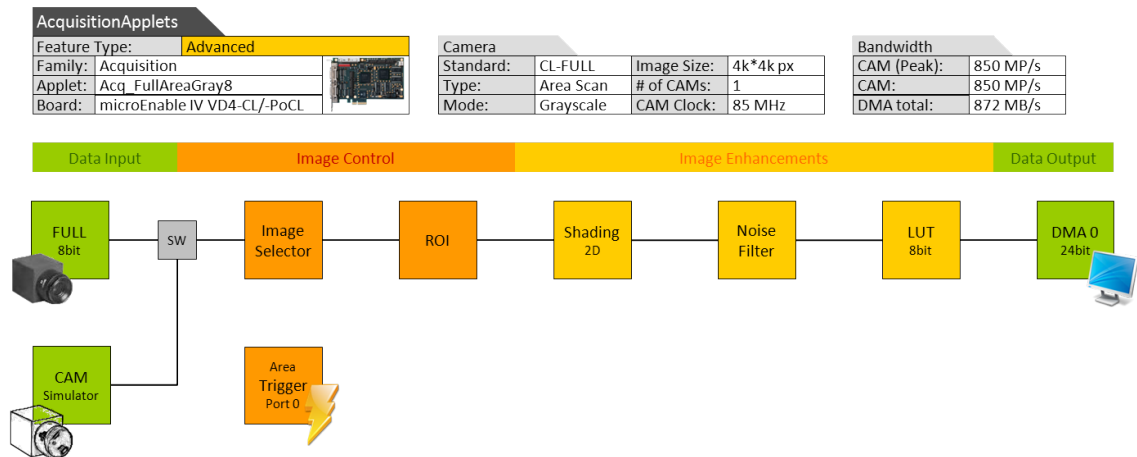 AcquisitionApplets
Feature Type: Advanced
Family: Acquisition
Applet: Acq_FullAreaGray8
Board: microEnable IV VD4-CL/-PoCL
Camera
Standard: CL-FULL Image Size: 4k*4k px
Type: Area Scan # of CAMs: 1
Mode: Grayscale CAM Clock: 85 MHz
Bandwidth
CAM (Peak): 850 MP/s
CAM: 850 MP/s
DMA total: 872 MB/s
Data Input Image Control Image Enhancements Data Output
FULL
8bit
SW
Image
Selector
ROI
Shading
2D
Noise
Filter
LUT
8bit
DMA 0
24bit
CAM
Simulator
Area
Trigger
Port 0